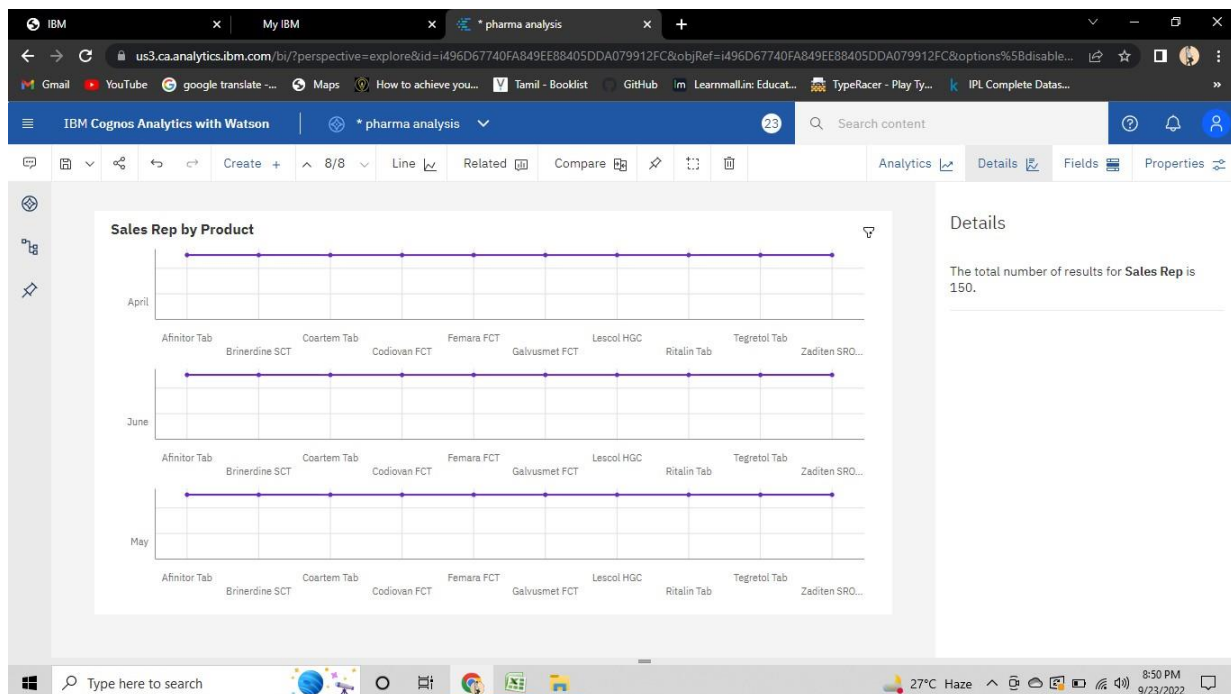 IBM
My IBM
* pharma analysis
us3.ca.analytics.ibm.com/bi/?perspective=explore&id=i496D67740FA849EE88405DDA079912FC&objRef=i496D67740FA849EE88405DDA079912FC&options%5Bdisable...
Gmail YouTube google translate -... Maps How to achieve you... Tamil - Booklist GitHub Learnmall.in: Educat... TypeRacer - Play Ty... IPL Complete Datas... »
IBM Cognos Analytics with Watson * pharma analysis 23 Search content
Create + 8/8 Line Related Compare Analytics Details Fields Properties
Sales Rep by Product
Details
The total number of results for Sales Rep is
150.
April
Afinitor Tab Coartem Tab Femara FCT Lescol HGC Tegretol Tab
Brinerdine SCT Codiovan FCT Galvusmet FCT Ritalin Tab Zaditen SRO...
June
Afinitor Tab Coartem Tab Femara FCT Lescol HGC Tegretol Tab
Brinerdine SCT Codiovan FCT Galvusmet FCT Ritalin Tab Zaditen SRO...
May
Afinitor Tab Coartem Tab Femara FCT Lescol HGC Tegretol Tab
Brinerdine SCT Codiovan FCT Galvusmet FCT Ritalin Tab Zaditen SRO...
Type here to search 27°C Haze 8:50 PM
9/23/2022